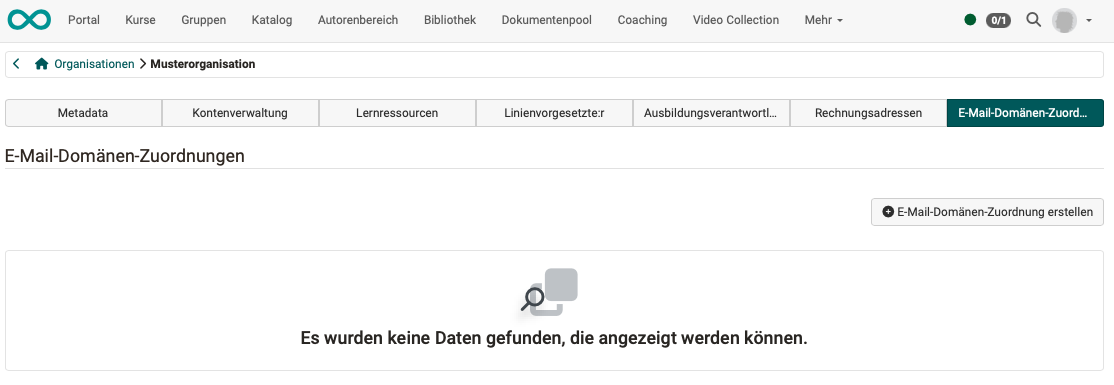 Portal Kurse Gruppen Katalog Autorenbereich Bibliothek Dokumentenpool Coaching Video Collection Mehr 0/1
Organisationen Musterorganisation
Metadata Kontenverwaltung Lernressourcen Linienvorgesetzte:r Ausbildungsverantwortl... Rechnungsadressen E-Mail-Domänen-Zuord...
E-Mail-Domänen-Zuordnungen
E-Mail-Domänen-Zuordnung erstellen
Es wurden keine Daten gefunden, die angezeigt werden können.